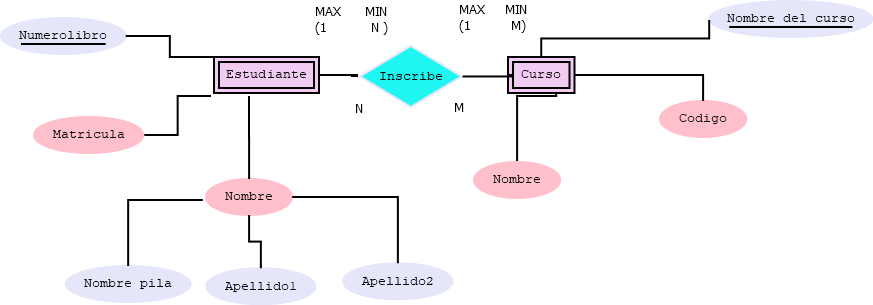 MAX MIN
(1 N )
MAX MIN
(1 M)
Nombre del curso
Numerolibro
Estudiante
Inscribe
Curso
N
M
Matricula
Codigo
Nombre
Nombre
Nombre pila
Apellido1
Apellido2